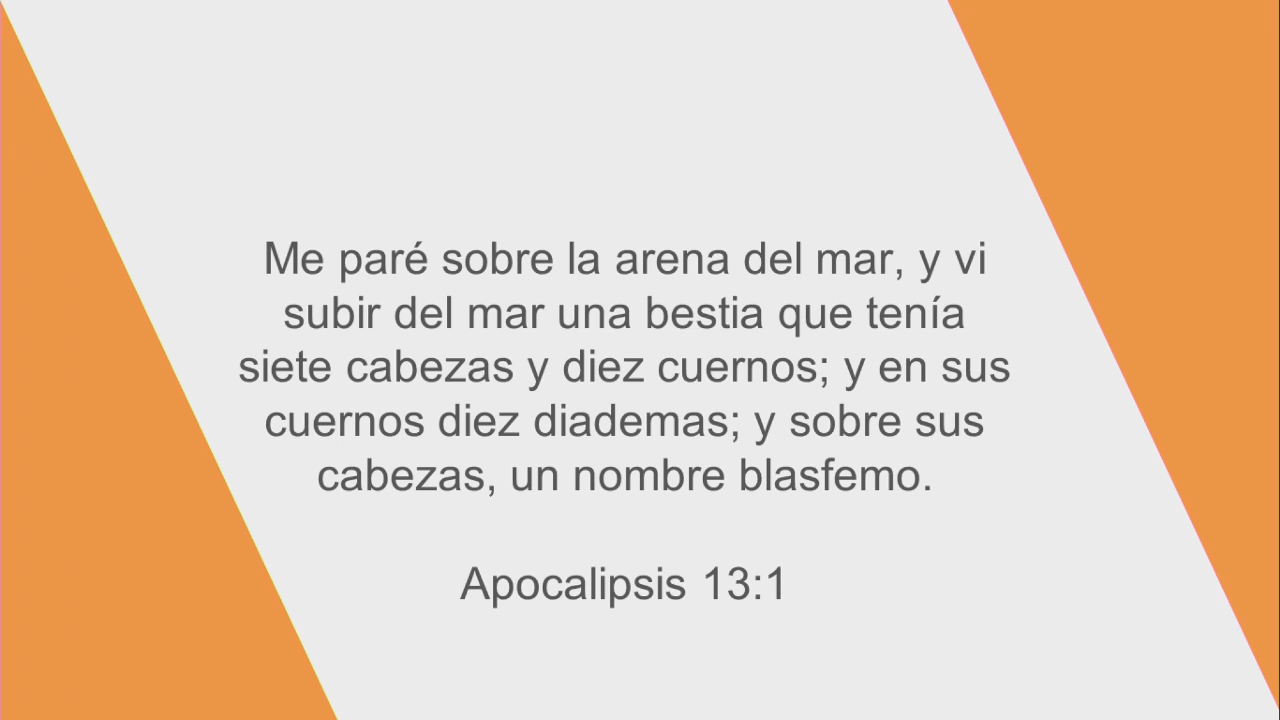 Me paré sobre la arena del mar, y vi
subir del mar una bestia que tenía
siete cabezas y diez cuernos; y en sus
cuernos diez diademas; y sobre sus
cabezas, un nombre blasfemo.
Apocalipsis 13:1